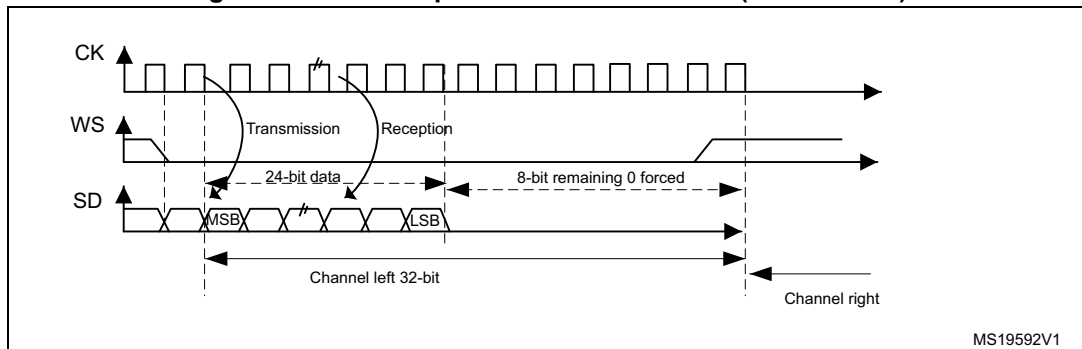 CK
WS
Transmission
Reception
24-bit data
8-bit remaining 0 forced
SD
MSB
LSB
Channel left 32-bit
Channel right
MS19592V1